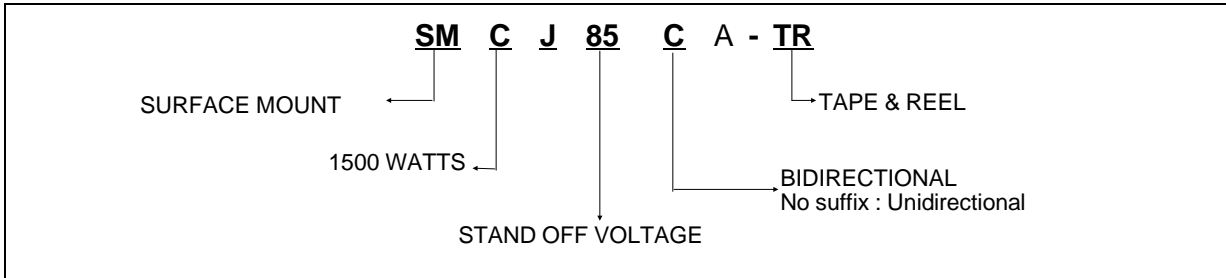 SM C J 85 C A - TR
SURFACE MOUNT
TAPE & REEL
1500 WATTS
BIDIRECTIONAL
No suffix : Unidirectional
STAND OFF VOLTAGE